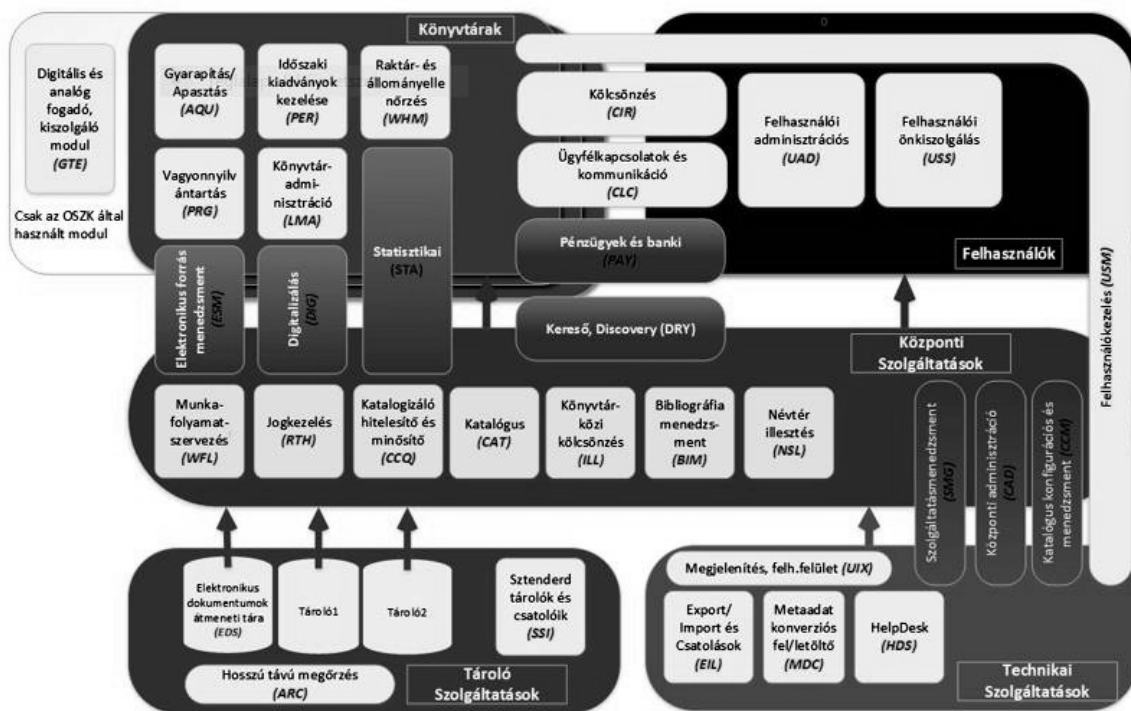 Könyvtárak
Digitális és
analóg
fogadó,
kiszolgáló
modul
(GTE)
Csak az OSZK által
használt modul
Gyarapítás/
Apasztás
(AQU)
Időszaki
kiadványok
kezelése
(PER)
Raktár- és
állományelle
nőrzés
(WHM)
Vagyonnyilv
ántartás
(PRG)
Könyvtár-
admi-
nisztráció
(LMA)
Statisztikai
(STA)
Elektronikus forrás
menedzsment
(ESM)
Digitalizálás
(DIG)
Kölcsönzés
(CIR)
Ügyfélkapcsolatok és
kommunikáció
(CLC)
Pénzügyek és banki
(PAY)
Kereső, Discovery (DRY)
Felhasználói
adminisztrációs
(UAD)
Felhasználói
önkiszolgálás
(USS)
Felhasználók
Felhasználókezelés (USM)
Központi
Szolgáltatások
Munka-
folyamat-
szervezés
(WFL)
Jogkezelés
(RTH)
Katalogizáló
hitelesítő és
minősítő
(CCQ)
Katalógus
(CAT)
Könyvtár-
közi
kölcsönzés
(ILL)
Bibliográfia
menedzs-
ment
(BIM)
Névtér
illesztés
(NSL)
Szolgáltatásmenedzsment
(SMG)
Központi adminisztráció
(CAD)
Katalógus konfigurációs és
menedzsment (CCM)
Elektronikus
dokumentumok
átmeneti tára
(EDS)
Tároló1
Tároló2
Sztenderd
tárolók és
csatolóik
(SSI)
Hosszú távú megőrzés
(ARC)
Tároló
Szolgáltatások
Megjelenítés, felh.felület (UIX)
Export/
Import és
Csatolások
(EIL)
Metaadat
konverziós
fel/letöltő
(MDC)
HelpDesk
(HDS)
Technikai
Szolgáltatások